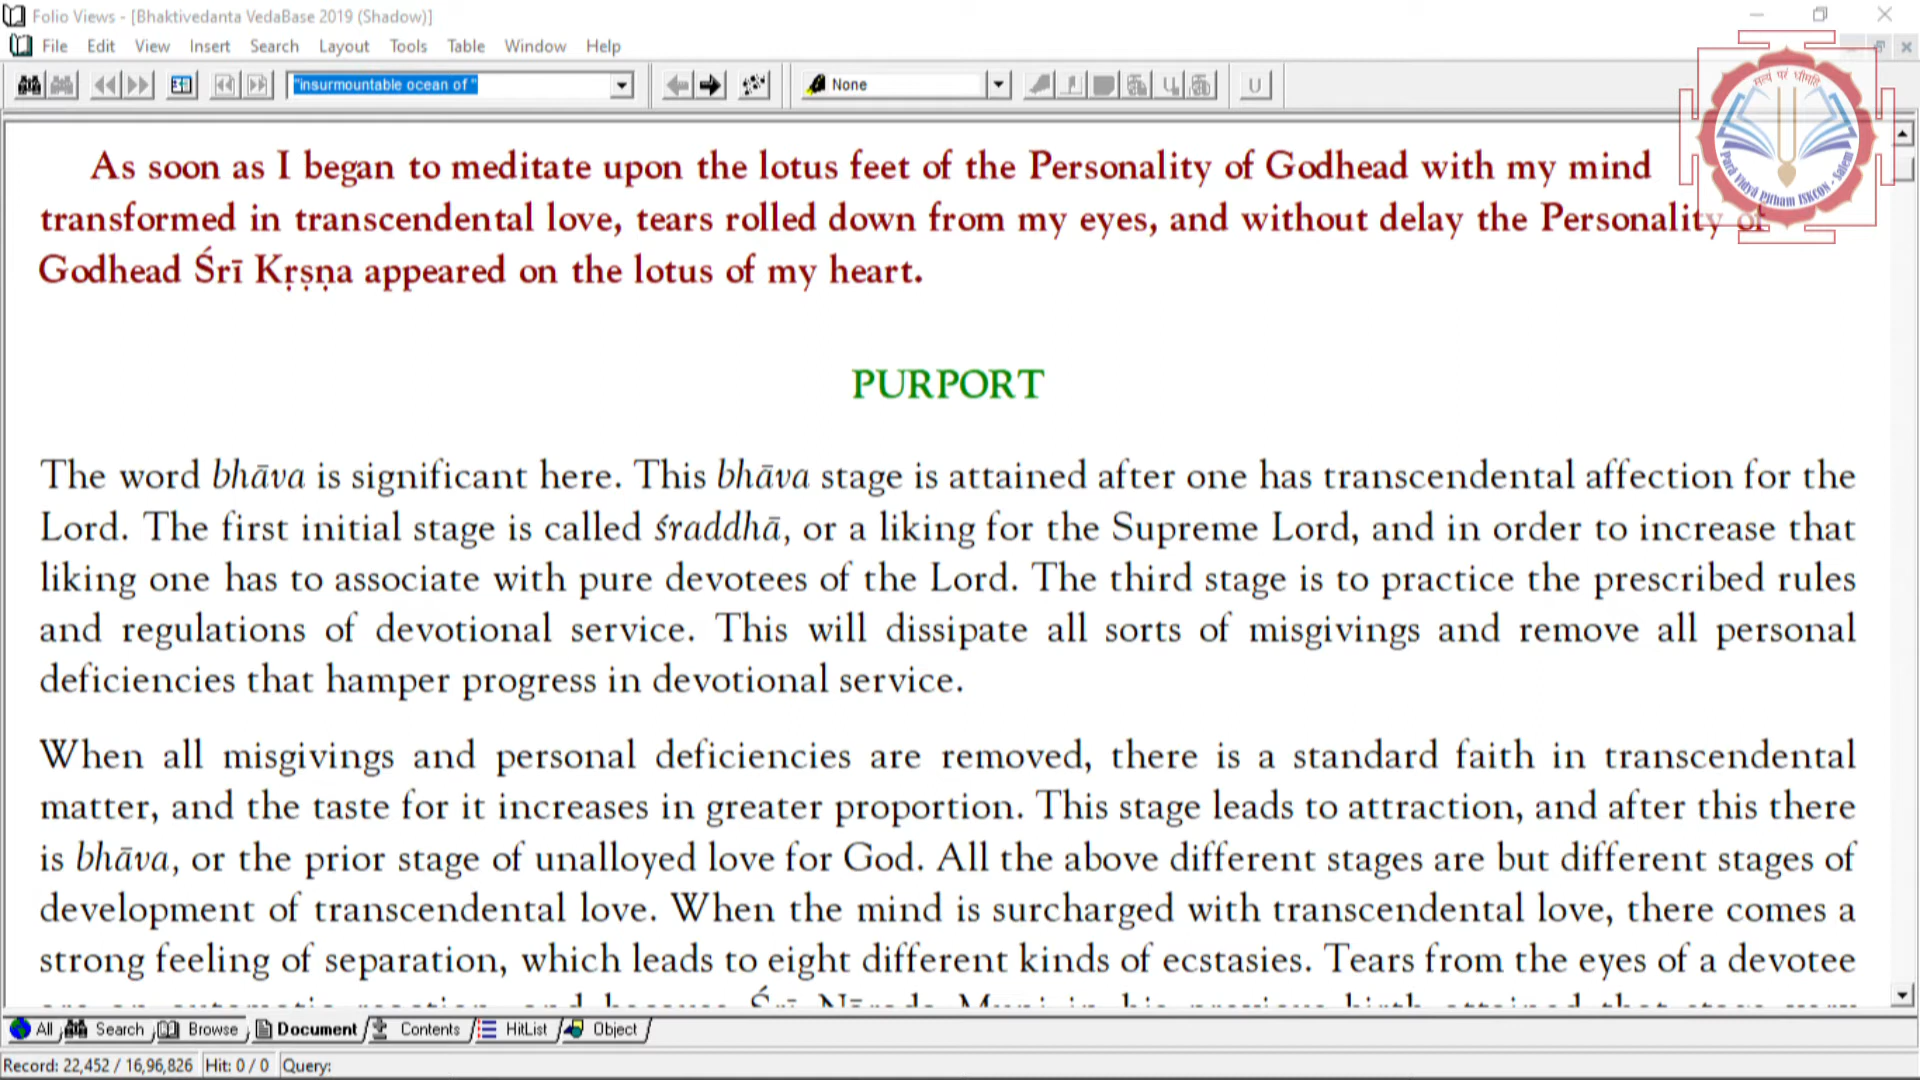 Folio Views - [Bhaktivedanta VedaBase 2019 (Shadow)]
File Edit View Insert Search Layout Tools Table Window Help
"insurmountable ocean of " None U
सत्यं परं धीमहि
Parā Vidyā Pīṭham ISKCON - Salem
As soon as I began to meditate upon the lotus feet of the Personality of Godhead with my mind
transformed in transcendental love, tears rolled down from my eyes, and without delay the Personality of
Godhead Śrī Kṛṣṇa appeared on the lotus of my heart.
PURPORT
The word bhāva is significant here. This bhāva stage is attained after one has transcendental affection for the
Lord. The first initial stage is called śraddhā, or a liking for the Supreme Lord, and in order to increase that
liking one has to associate with pure devotees of the Lord. The third stage is to practice the prescribed rules
and regulations of devotional service. This will dissipate all sorts of misgivings and remove all personal
deficiencies that hamper progress in devotional service.
When all misgivings and personal deficiencies are removed, there is a standard faith in transcendental
matter, and the taste for it increases in greater proportion. This stage leads to attraction, and after this there
is bhāva, or the prior stage of unalloyed love for God. All the above different stages are but different stages of
development of transcendental love. When the mind is surcharged with transcendental love, there comes a
strong feeling of separation, which leads to eight different kinds of ecstasies. Tears from the eyes of a devotee
All Search Browse Document Contents HitList Object
Record: 22,452 / 16,96,826 Hit: 0 / 0 Query: